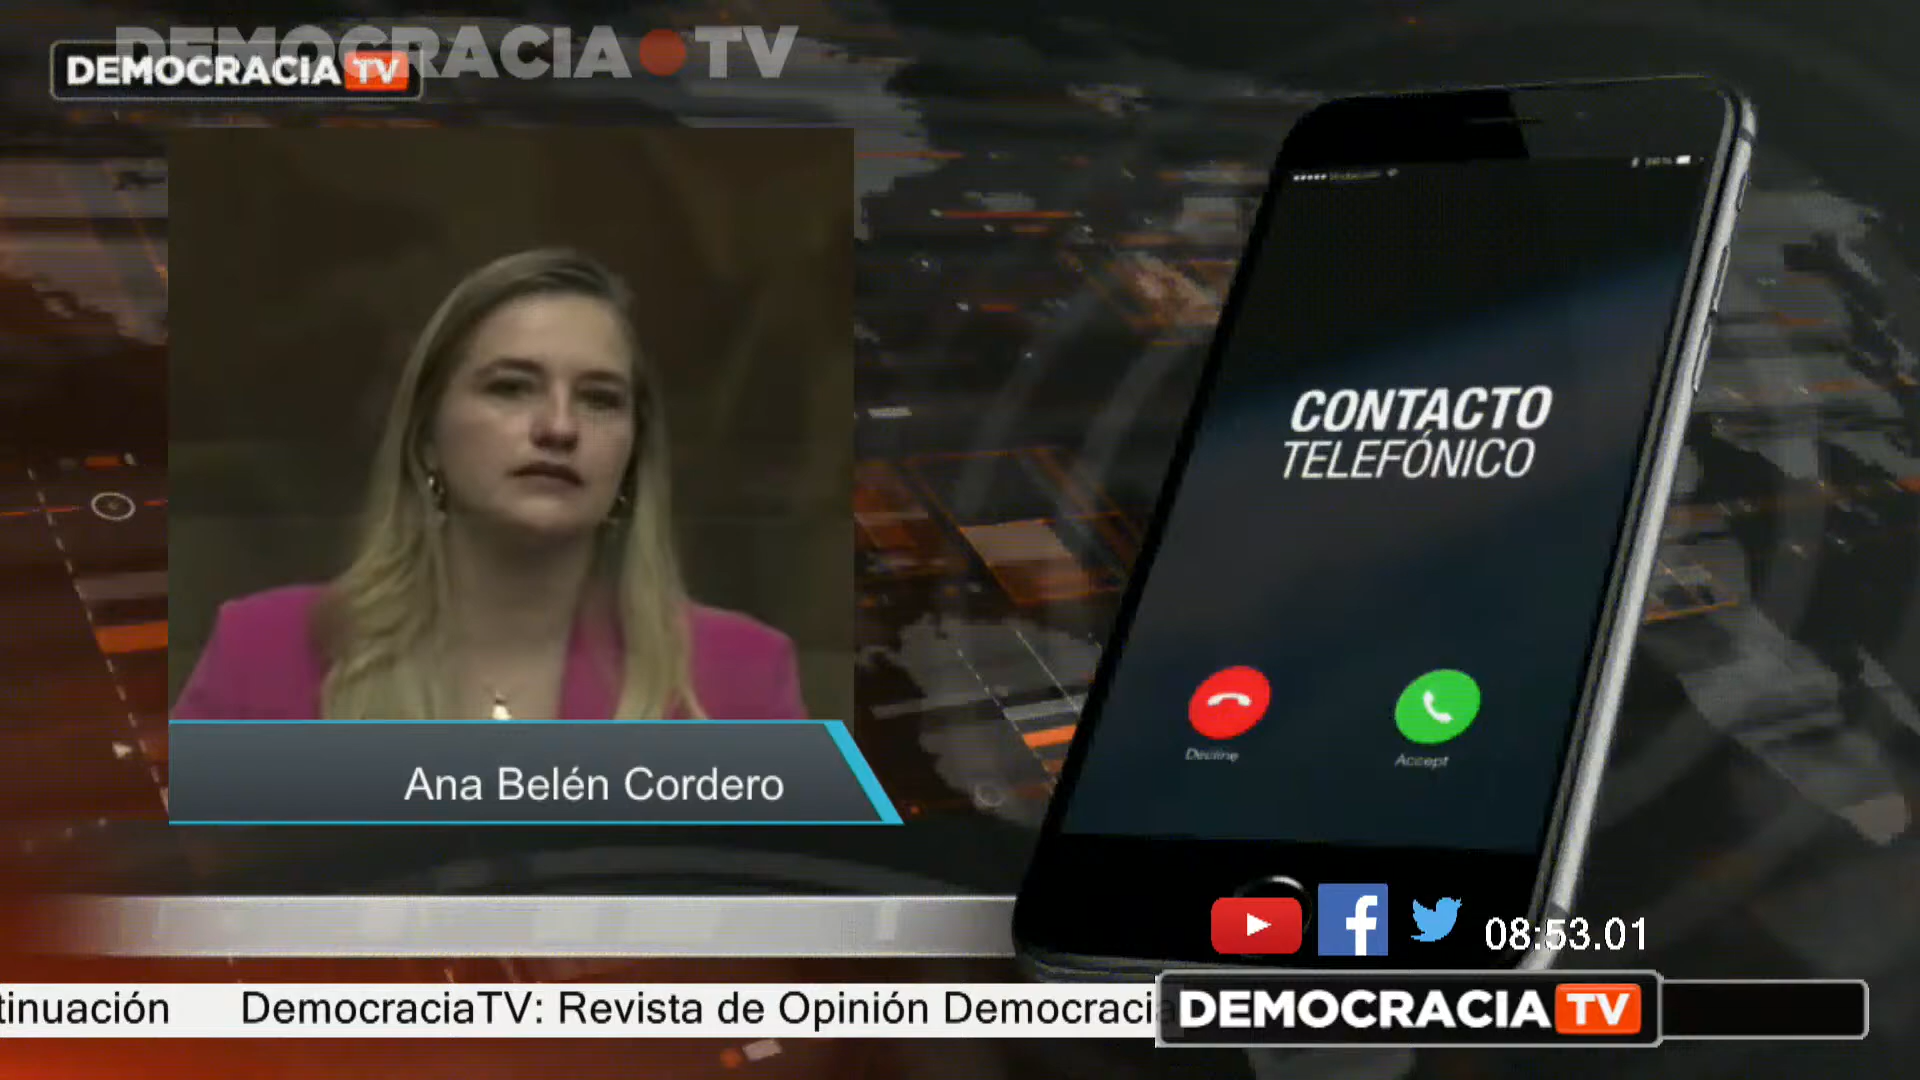 DEMOCRACIA TV
DEMOCRACIA TV
CONTACTO
TELEFÓNICO
Decline
Accept
Ana Belén Cordero
08:53.01
tinuación DemocraciaTV: Revista de Opinión Democracia
DEMOCRACIA TV